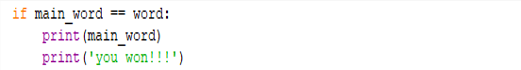 if main_word == word:
    print(main_word)
    print('you won!!!')